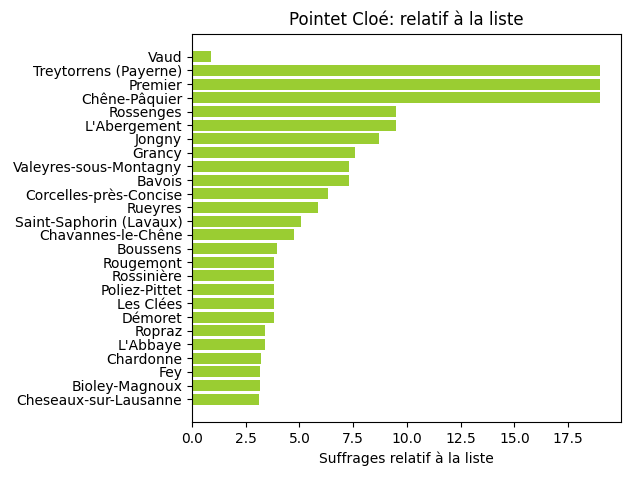 Pointet Cloé: relatif à la liste
Vaud
Treytorrens (Payerne)
Premier
Chêne-Pâquier
Rossenges
L'Abergement
Jongny
Grancy
Valeyres-sous-Montagny
Bavois
Corcelles-près-Concise
Rueyres
Saint-Saphorin (Lavaux)
Chavannes-le-Chêne
Boussens
Rougemont
Rossinière
Poliez-Pittet
Les Clées
Démoret
Ropraz
L'Abbaye
Chardonne
Fey
Bioley-Magnoux
Cheseaux-sur-Lausanne
0.0 2.5 5.0 7.5 10.0 12.5 15.0 17.5
Suffrages relatif à la liste